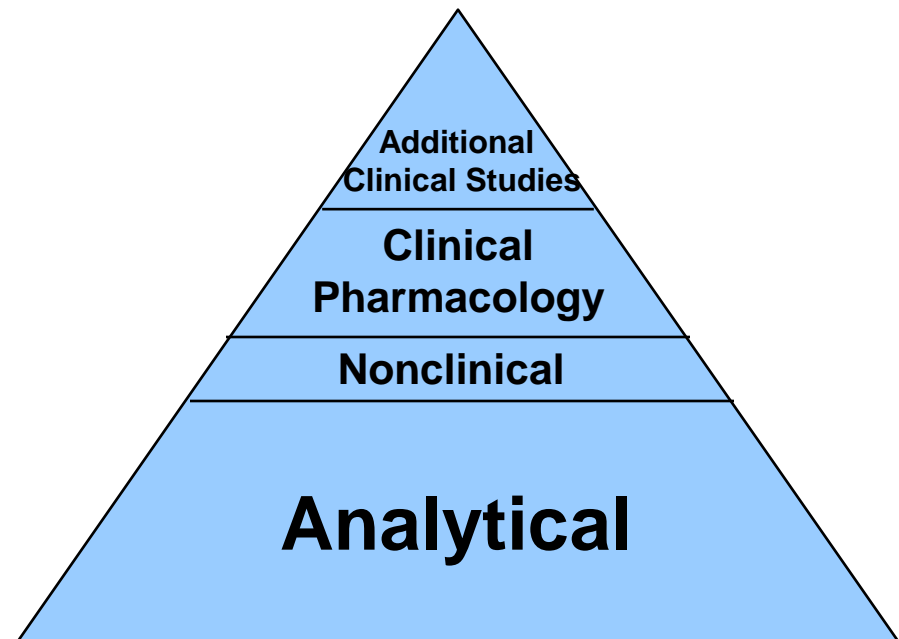 Additional
Clinical Studies
Clinical
Pharmacology
Nonclinical
Analytical